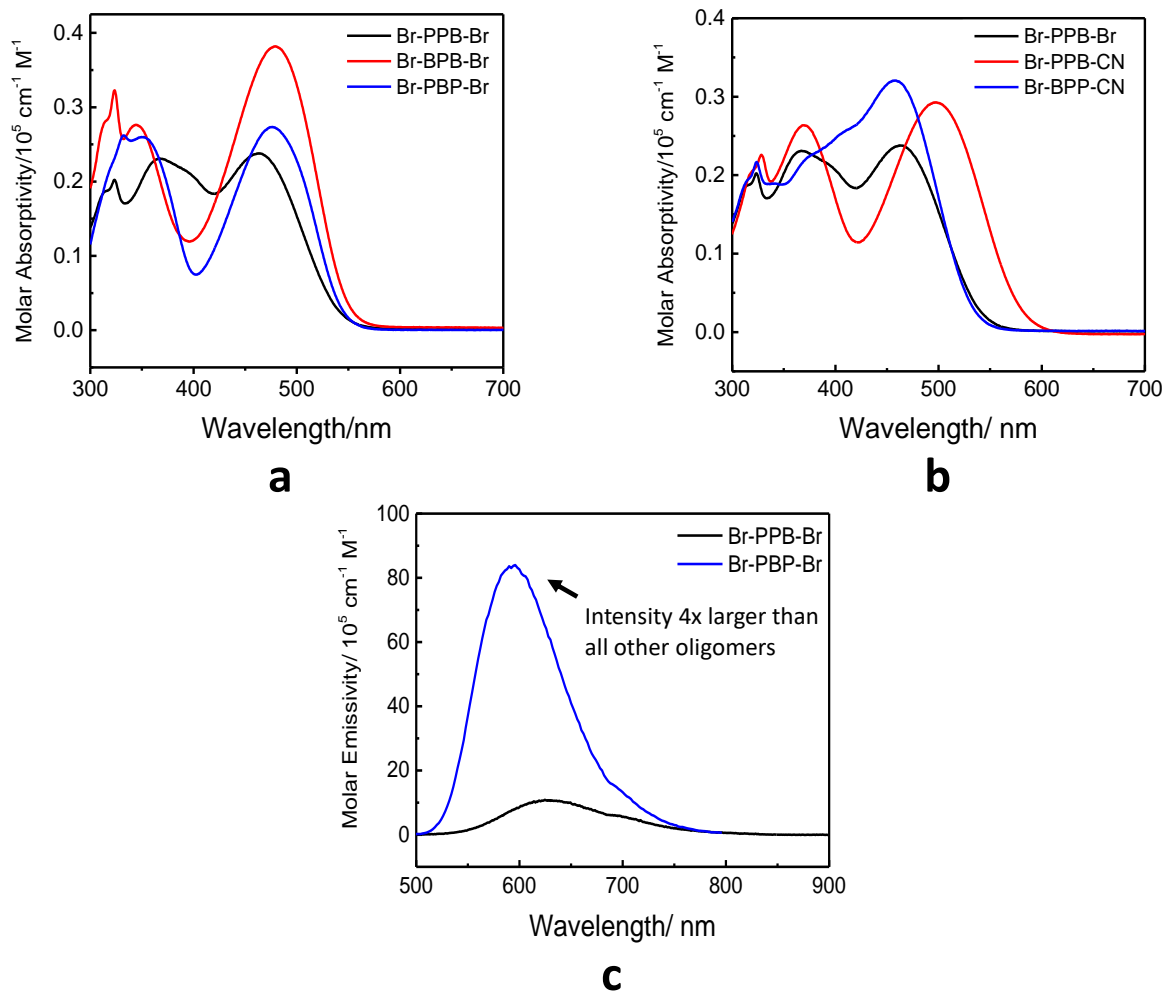 0.4
0.3
0.2
0.1
0.0
300
400
500
600
700
Molar Absorptivity/10⁵ cm⁻¹ M⁻¹
Wavelength/nm
Br-PPB-Br
Br-BPB-Br
Br-PBP-Br
a
0.4
0.3
0.2
0.1
0.0
300
400
500
600
700
Molar Absorptivity/10⁵ cm⁻¹ M⁻¹
Wavelength/ nm
Br-PPB-Br
Br-PPB-CN
Br-BPP-CN
b
100
80
60
40
20
0
500
600
700
800
900
Molar Emissivity/ 10⁵ cm⁻¹ M⁻¹
Wavelength/ nm
Br-PPB-Br
Br-PBP-Br
Intensity 4x larger than
all other oligomers
c